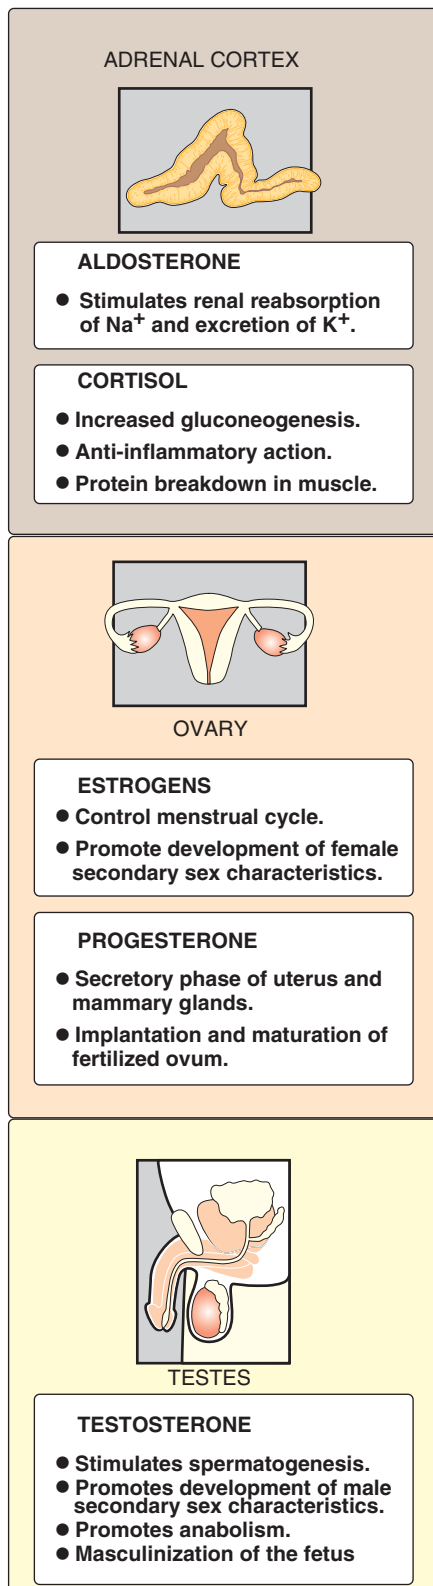 ADRENAL CORTEX
ALDOSTERONE
● Stimulates renal reabsorption
of Na⁺ and excretion of K⁺.
CORTISOL
● Increased gluconeogenesis.
● Anti-inflammatory action.
● Protein breakdown in muscle.
OVARY
ESTROGENS
● Control menstrual cycle.
● Promote development of female
secondary sex characteristics.
PROGESTERONE
● Secretory phase of uterus and
mammary glands.
● Implantation and maturation of
fertilized ovum.
TESTES
TESTOSTERONE
● Stimulates spermatogenesis.
● Promotes development of male
secondary sex characteristics.
● Promotes anabolism.
● Masculinization of the fetus